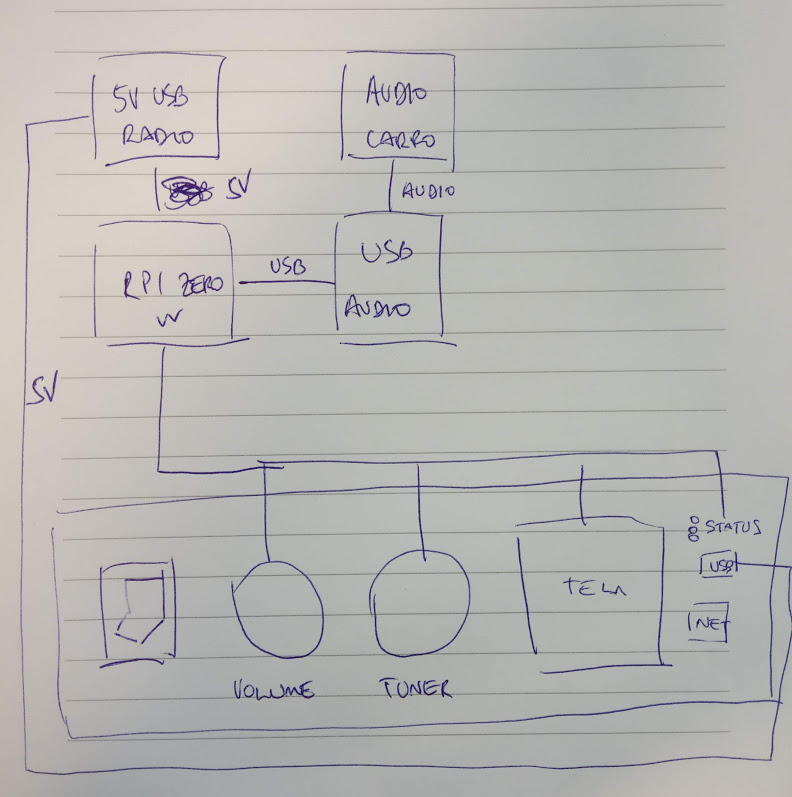 5V USB
RADIO
AUDIO
CARRO
5V
AUDIO
RPI ZERO
W
USB
USB
AUDIO
5V
STATUS
USB
NET
TELA
VOLUME
TUNER